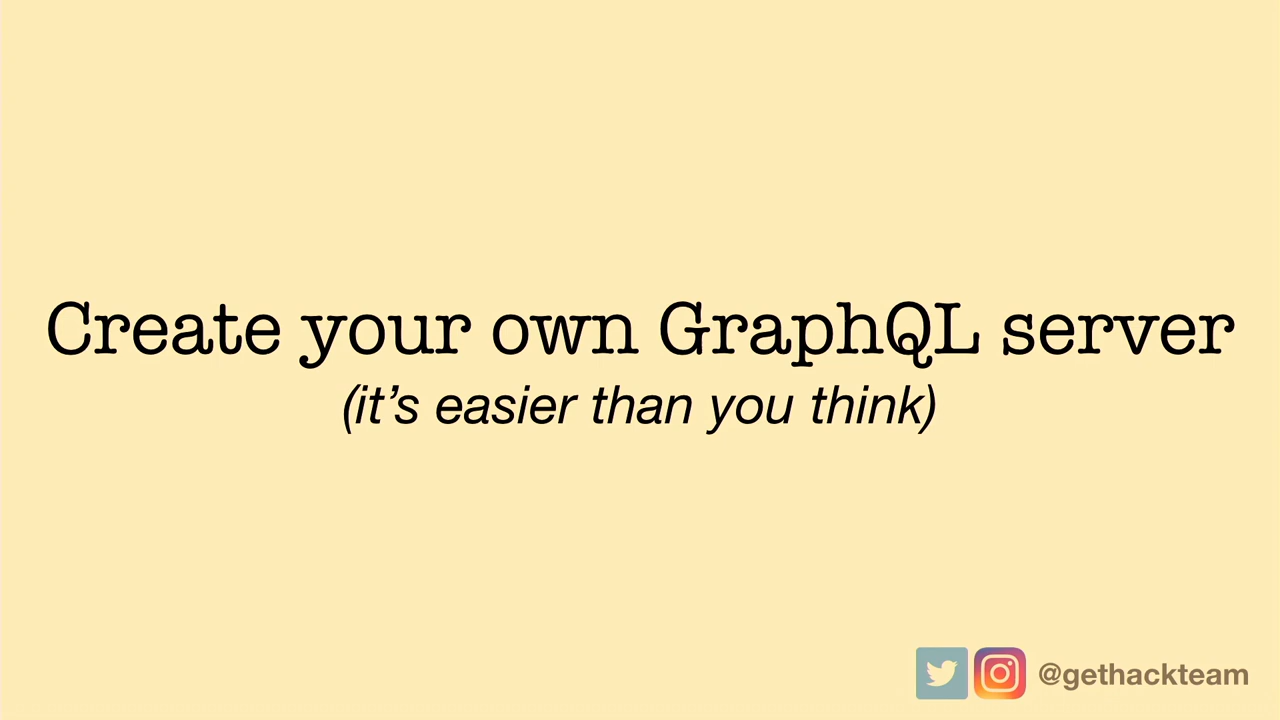 Create your own GraphQL server
(it’s easier than you think)
@gethackteam